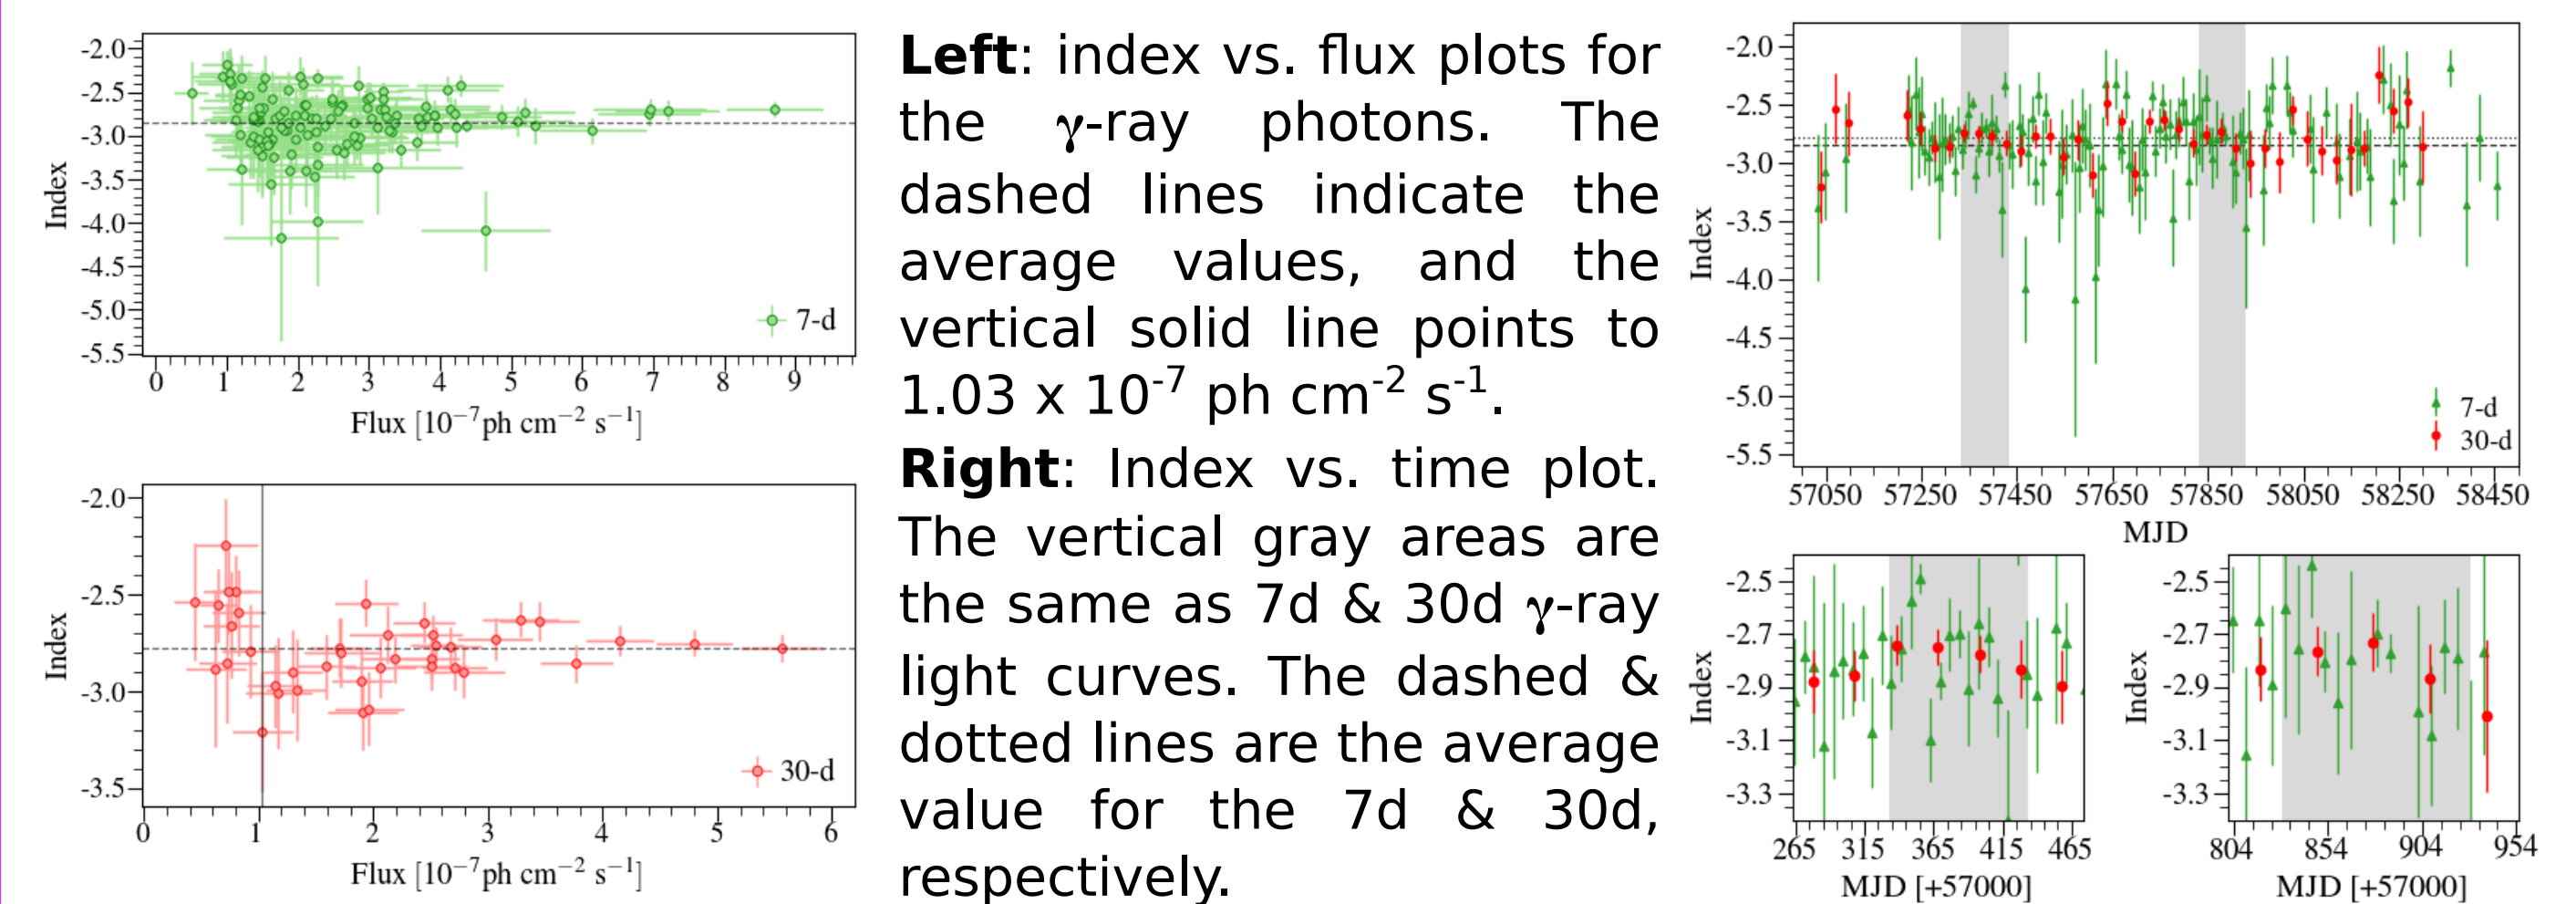 -2.0
-2.5
-3.0
-3.5
-4.0
-4.5
-5.0
-5.5
Index
7-d
0 1 2 3 4 5 6 7 8 9
Flux [10⁻⁷ph cm⁻² s⁻¹]
-2.0
-2.5
-3.0
-3.5
Index
30-d
0 1 2 3 4 5 6
Flux [10⁻⁷ph cm⁻² s⁻¹]
Left: index vs. flux plots for
the γ-ray photons. The
dashed lines indicate the
average values, and the
vertical solid line points to
1.03 x 10⁻⁷ ph cm⁻² s⁻¹.
Right: Index vs. time plot.
The vertical gray areas are
the same as 7d & 30d γ-ray
light curves. The dashed &
dotted lines are the average
value for the 7d & 30d,
respectively.
-2.0
-2.5
-3.0
-3.5
-4.0
-4.5
-5.0
-5.5
Index
7-d
30-d
57050 57250 57450 57650 57850 58050 58250 58450
MJD
-2.5
-2.7
-2.9
-3.1
-3.3
Index
265 315 365 415 465
MJD [+57000]
-2.5
-2.7
-2.9
-3.1
-3.3
Index
804 854 904 954
MJD [+57000]